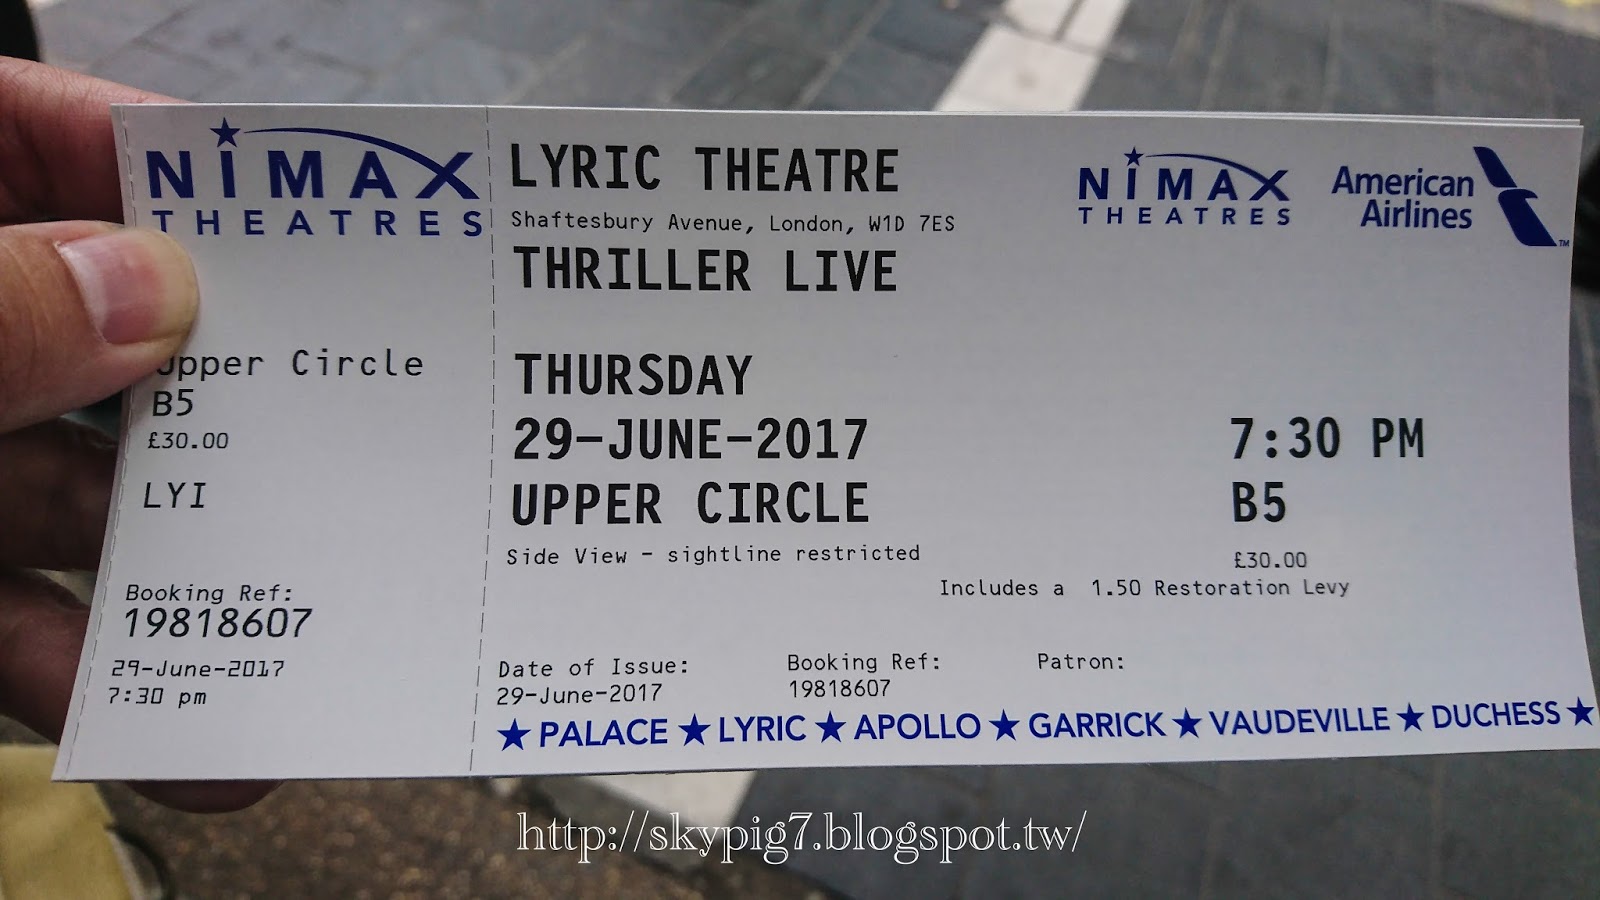 NIMAX
THEATRES
Upper Circle
B5
£30.00
LYI
Booking Ref:
19818607
29-June-2017
7:30 pm
LYRIC THEATRE
Shaftesbury Avenue, London, W1D 7ES
THRILLER LIVE
NIMAX
THEATRES
American
Airlines
TM
THURSDAY
29-JUNE-2017 7:30 PM
UPPER CIRCLE B5
Side View - sightline restricted £30.00
Includes a 1.50 Restoration Levy
Date of Issue: Booking Ref: Patron:
29-June-2017 19818607
★ PALACE ★ LYRIC ★ APOLLO ★ GARRICK ★ VAUDEVILLE ★ DUCHESS ★
http://skypig7.blogspot.tw/